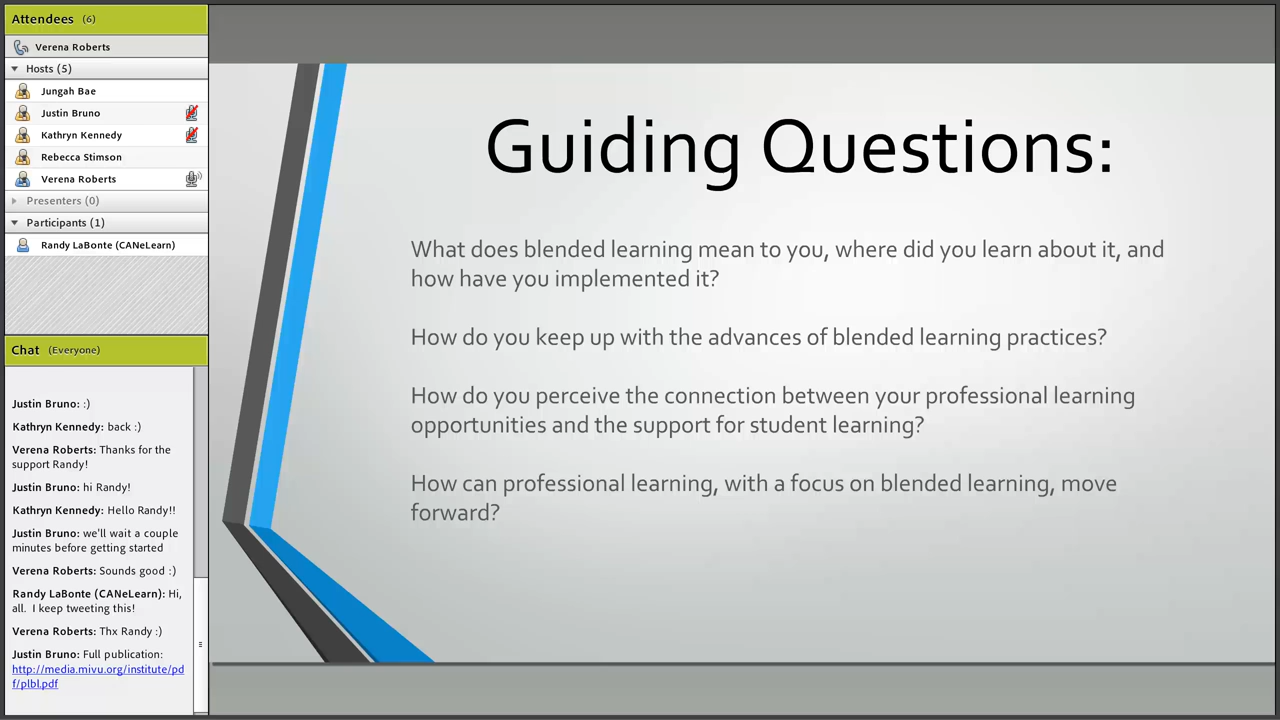 Attendees (6)
Verena Roberts
Hosts (5)
Jungah Bae
Justin Bruno
Kathryn Kennedy
Rebecca Stimson
Verena Roberts
Presenters (0)
Participants (1)
Randy LaBonte (CANeLearn)
Chat (Everyone)
Justin Bruno: :)
Kathryn Kennedy: back :)
Verena Roberts: Thanks for the
support Randy!
Justin Bruno: hi Randy!
Kathryn Kennedy: Hello Randy!!
Justin Bruno: we'll wait a couple
minutes before getting started
Verena Roberts: Sounds good :)
Randy LaBonte (CANeLearn): Hi,
all. I keep tweeting this!
Verena Roberts: Thx Randy :)
Justin Bruno: Full publication:
http://media.mivu.org/institute/pd
f/plbl.pdf
Guiding Questions:
What does blended learning mean to you, where did you learn about it, and
how have you implemented it?
How do you keep up with the advances of blended learning practices?
How do you perceive the connection between your professional learning
opportunities and the support for student learning?
How can professional learning, with a focus on blended learning, move
forward?